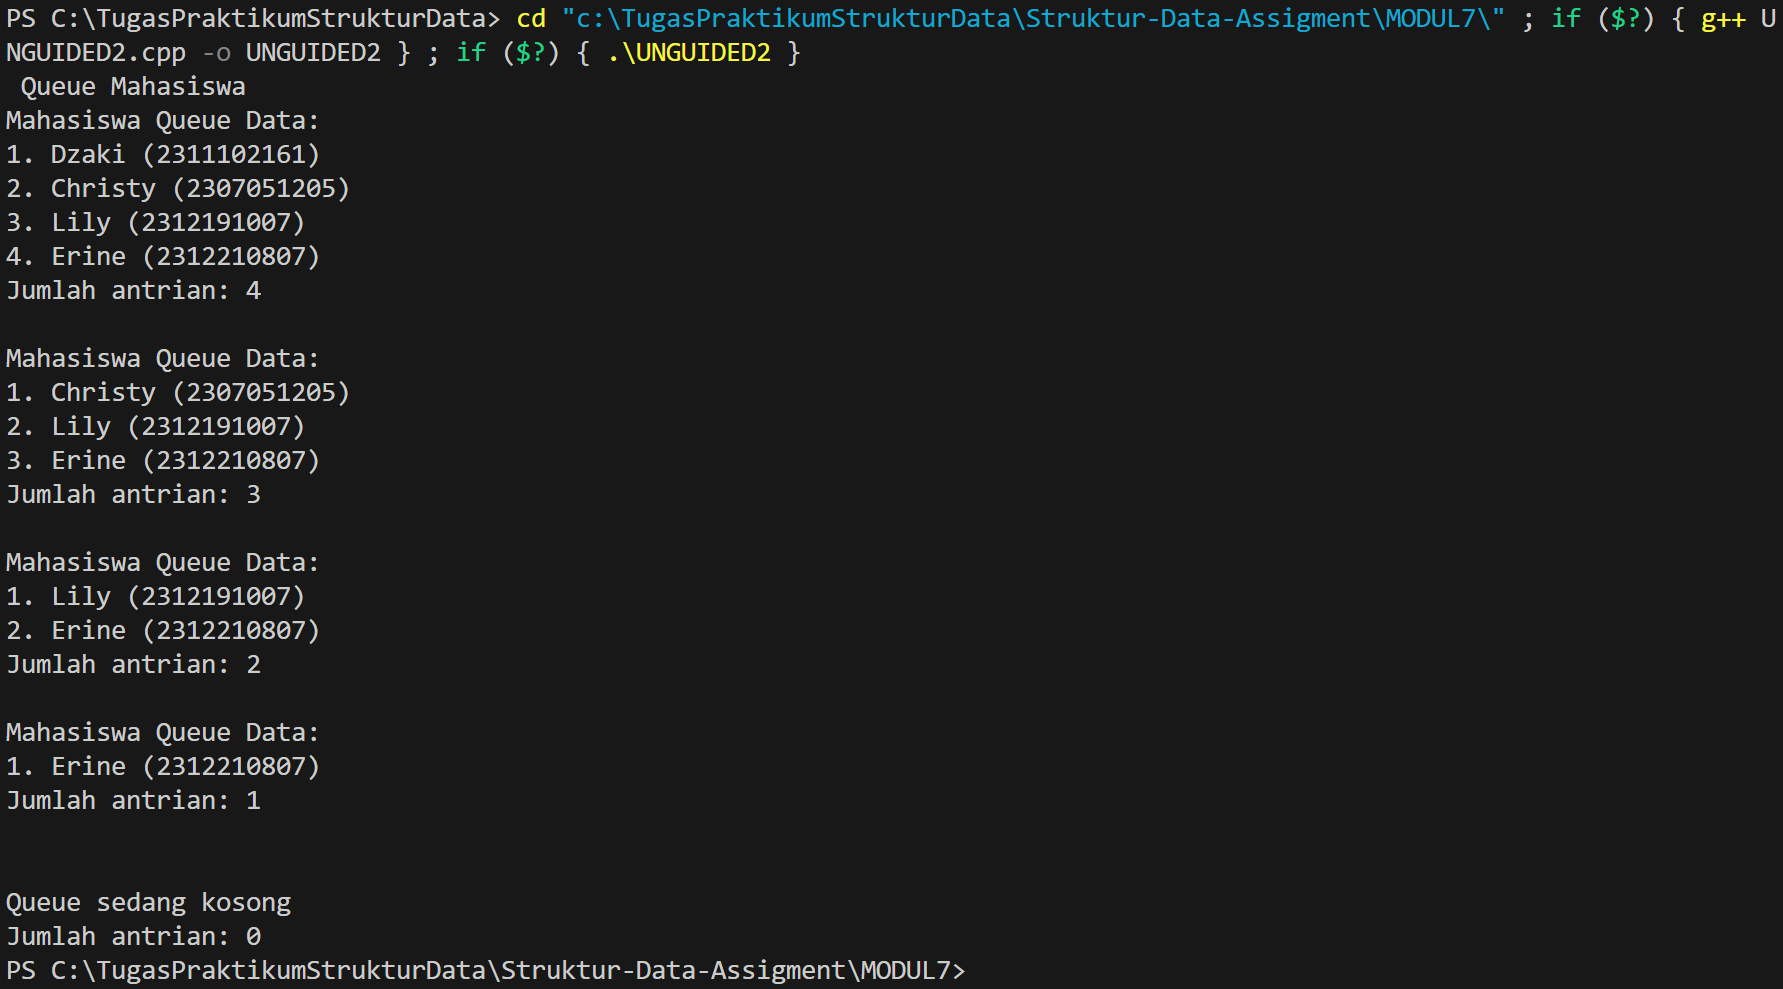 PS C:\TugasPraktikumStrukturData> cd "c:\TugasPraktikumStrukturData\Struktur-Data-Assigment\MODUL7\" ; if ($?) { g++ U
NGUIDED2.cpp -o UNGUIDED2 } ; if ($?) { .\UNGUIDED2 }
Queue Mahasiswa
Mahasiswa Queue Data:
1. Dzaki (2311102161)
2. Christy (2307051205)
3. Lily (2312191007)
4. Erine (2312210807)
Jumlah antrian: 4
Mahasiswa Queue Data:
1. Christy (2307051205)
2. Lily (2312191007)
3. Erine (2312210807)
Jumlah antrian: 3
Mahasiswa Queue Data:
1. Lily (2312191007)
2. Erine (2312210807)
Jumlah antrian: 2
Mahasiswa Queue Data:
1. Erine (2312210807)
Jumlah antrian: 1
Queue sedang kosong
Jumlah antrian: 0
PS C:\TugasPraktikumStrukturData\Struktur-Data-Assigment\MODUL7>